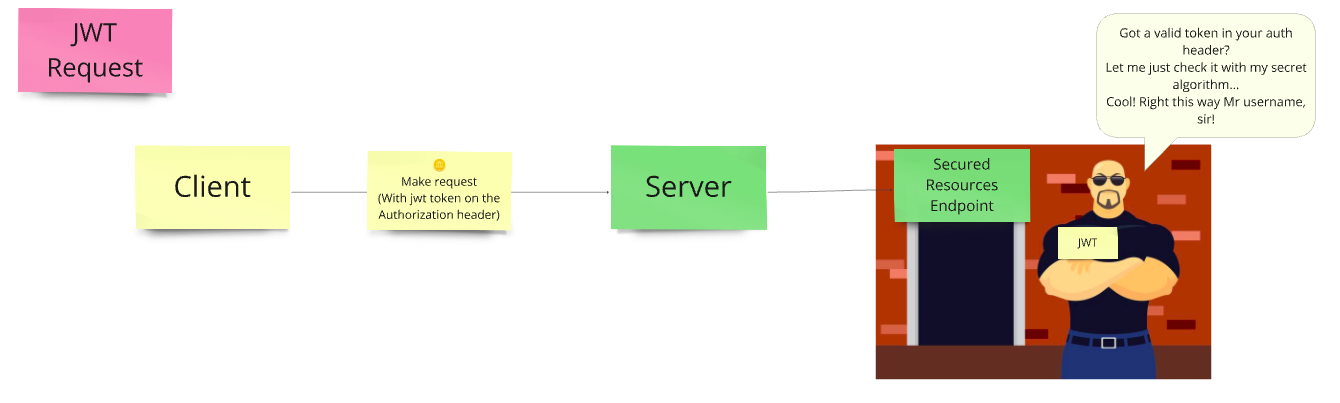 JWT
Request
Got a valid token in your auth
header?
Let me just check it with my secret
algorithm...
Cool! Right this way Mr username,
sir!
Client
Make request
(With jwt token on the
Authorization header)
Server
Secured
Resources
Endpoint
JWT